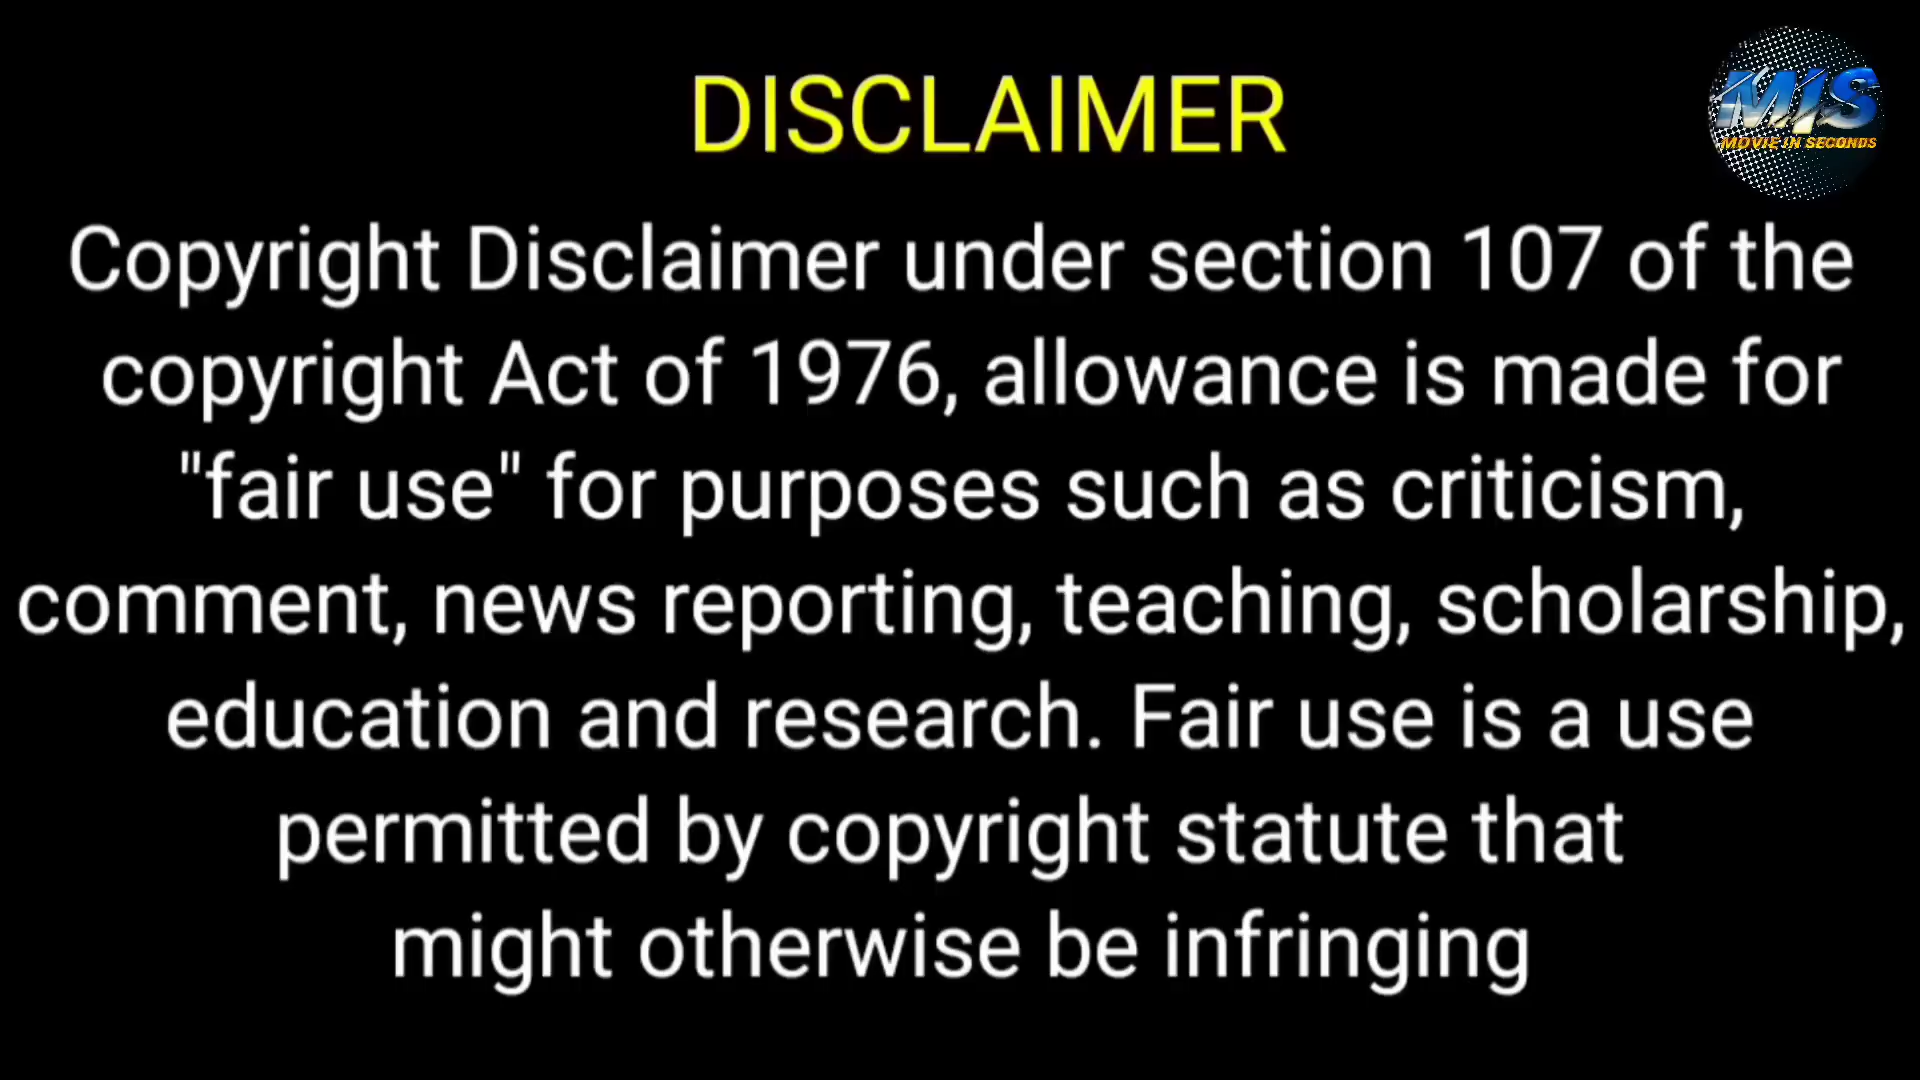 DISCLAIMER
MIS
MOVIE IN SECONDS
Copyright Disclaimer under section 107 of the
copyright Act of 1976, allowance is made for
"fair use" for purposes such as criticism,
comment, news reporting, teaching, scholarship,
education and research. Fair use is a use
permitted by copyright statute that
might otherwise be infringing